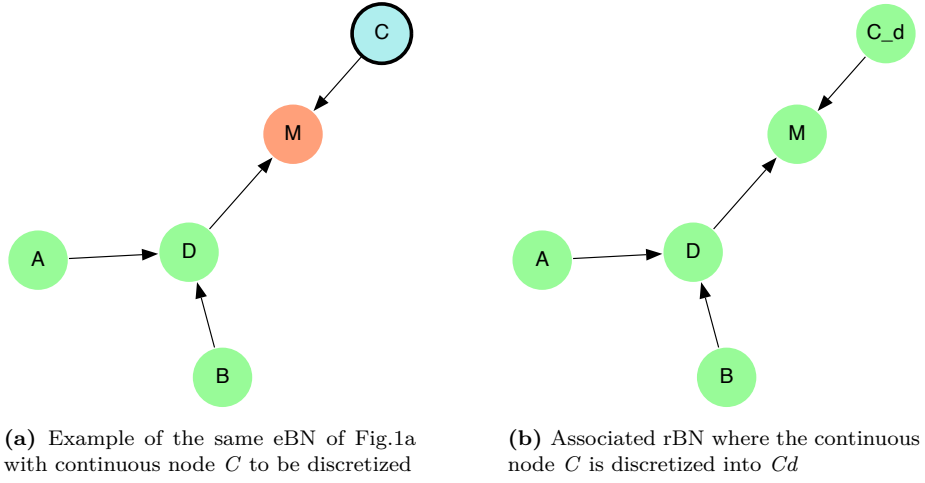 C
M
A
D
B
(a) Example of the same eBN of Fig.1a
with continuous node C to be discretized
C_d
M
A
D
B
(b) Associated rBN where the continuous
node C is discretized into Cd